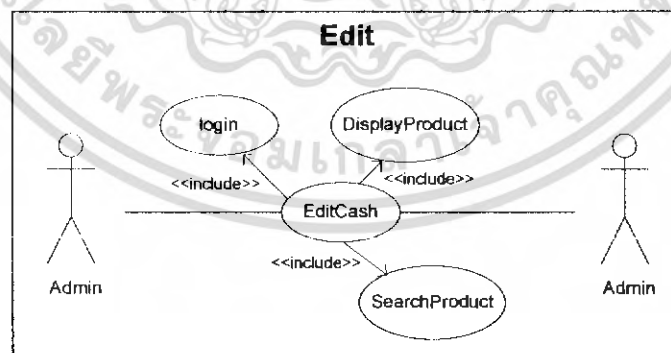 Edit
login
DisplayProduct
<<include>>
<<include>>
EditCash
<<include>>
Admin
Admin
SearchProduct